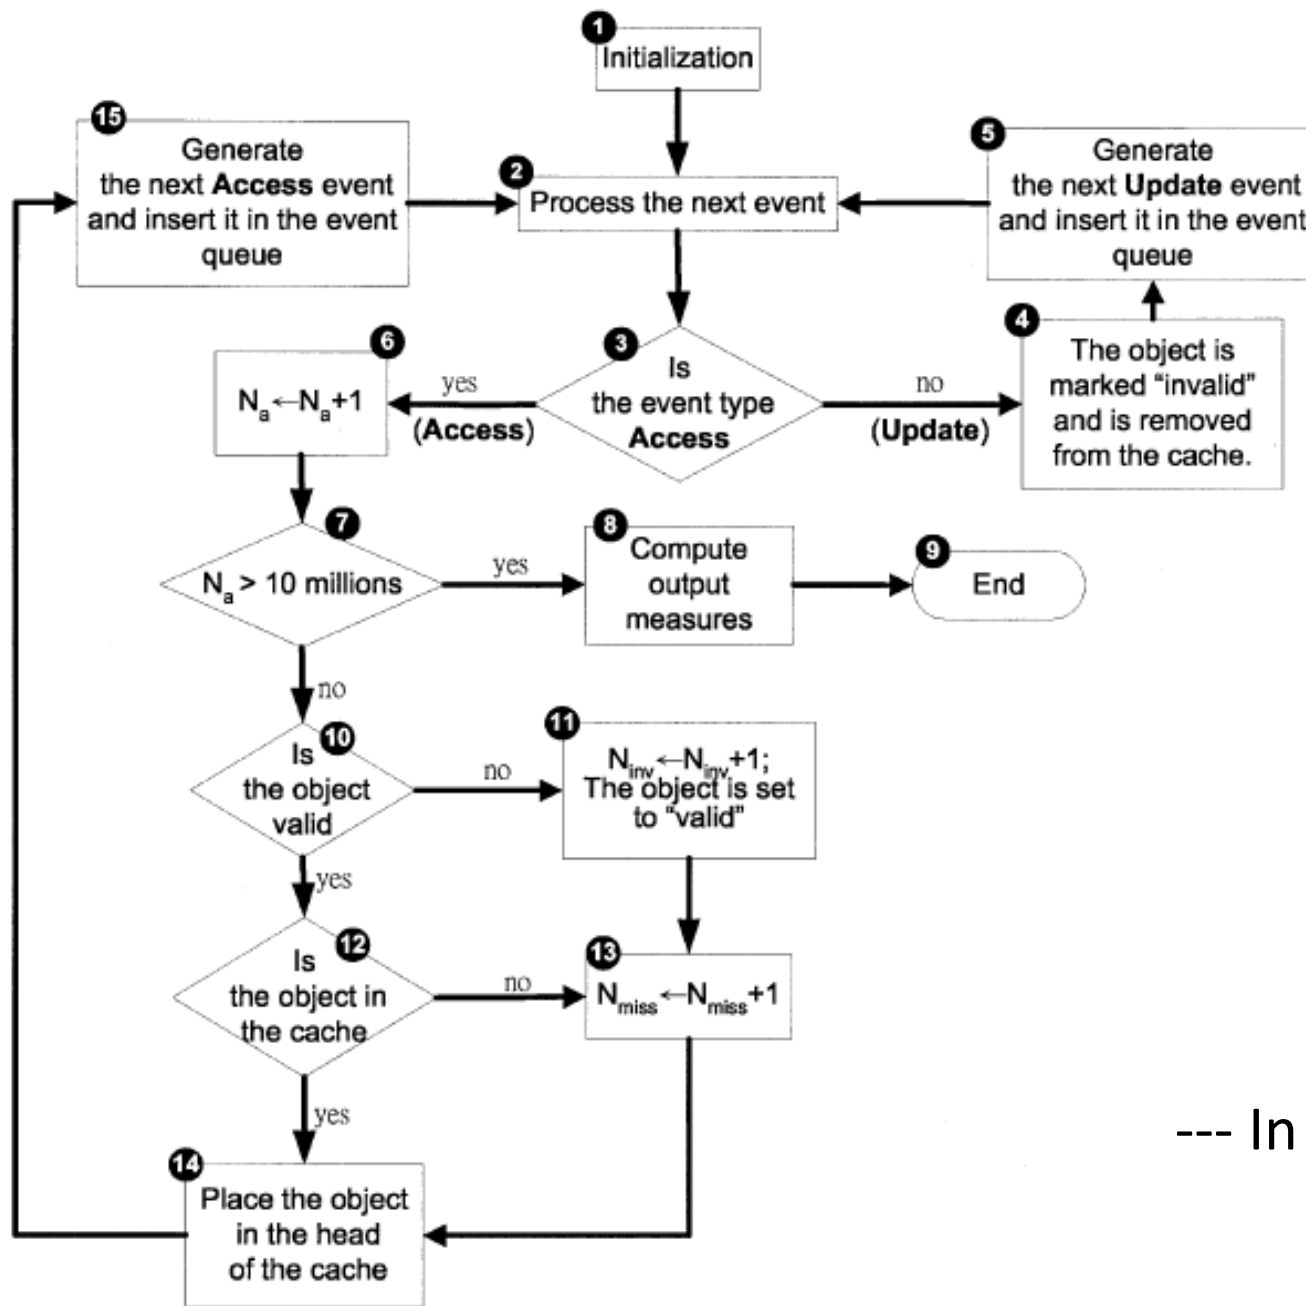 1
Initialization
15
Generate
the next Access event
and insert it in the event
queue
2
Process the next event
5
Generate
the next Update event
and insert it in the event
queue
4
The object is
marked "invalid"
and is removed
from the cache.
3
Is
the event type
Access
yes
(Access)
no
(Update)
6
Nₐ←Nₐ+1
7
Nₐ > 10 millions
yes
8
Compute
output
measures
9
End
no
10
Is
the object
valid
no
11
N_inv←N_inv+1;
The object is set
to "valid"
yes
12
Is
the object in
the cache
no
13
N_miss←N_miss+1
yes
14
Place the object
in the head
of the cache
--- In